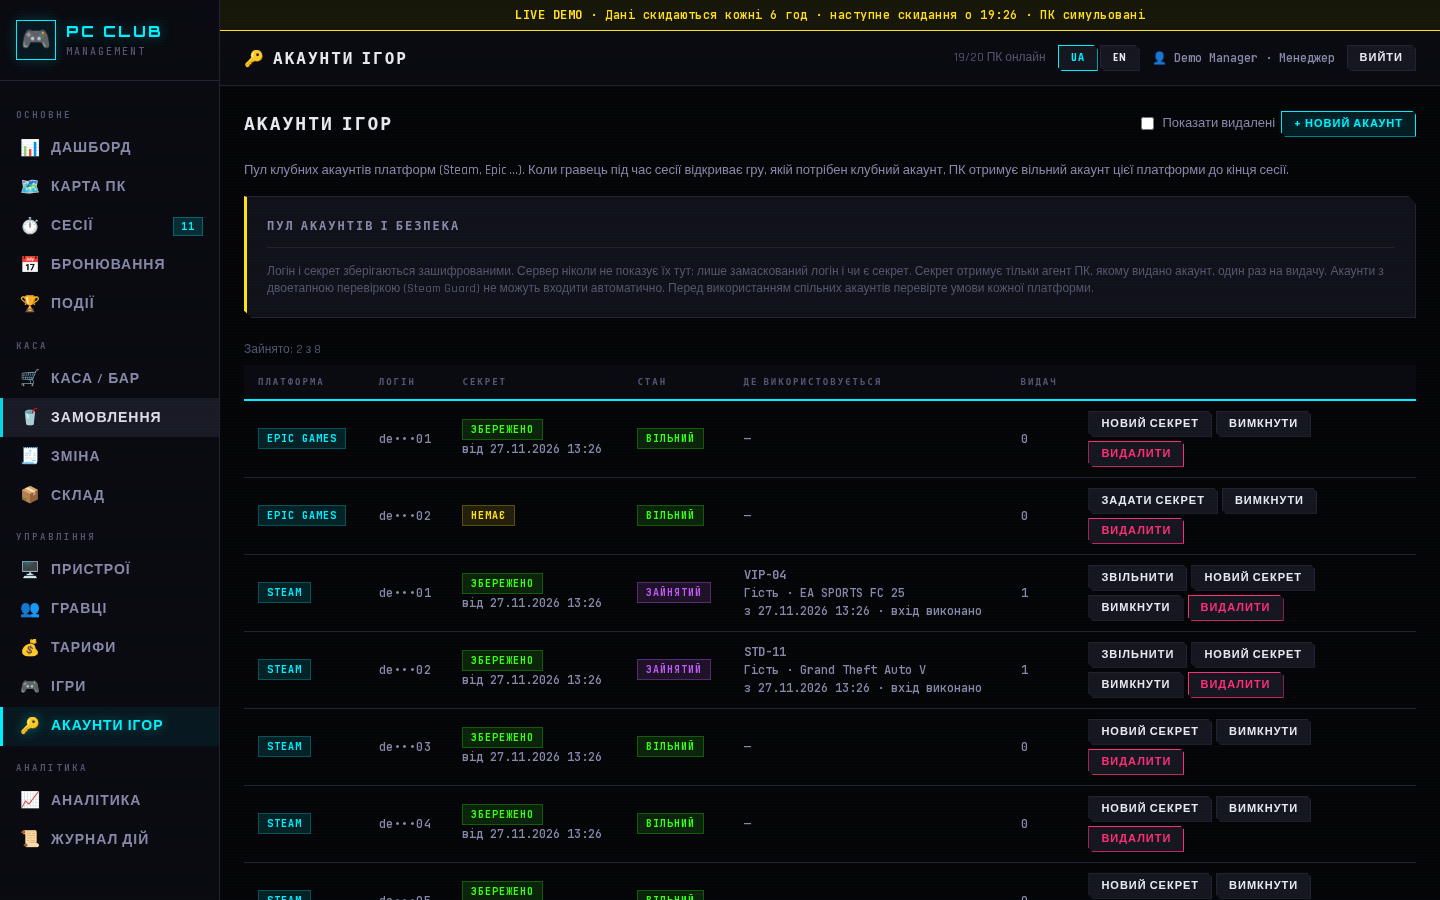 PC CLUB
MANAGEMENT
ОСНОВНЕ
ДАШБОРД
КАРТА ПК
СЕСІЇ 11
БРОНЮВАННЯ
ПОДІЇ
КАСА
КАСА / БАР
ЗАМОВЛЕННЯ
ЗМІНА
СКЛАД
УПРАВЛІННЯ
ПРИСТРОЇ
ГРАВЦІ
ТАРИФИ
ІГРИ
АКАУНТИ ІГОР
АНАЛІТИКА
АНАЛІТИКА
ЖУРНАЛ ДІЙ
LIVE DEMO · Дані скидаються кожні 6 год · наступне скидання о 19:26 · ПК симульовані
АКАУНТИ ІГОР
19/20 ПК онлайн UA EN Demo Manager · Менеджер ВИЙТИ
АКАУНТИ ІГОР
Показати видалені + НОВИЙ АКАУНТ
Пул клубних акаунтів платформ (Steam, Epic ...). Коли гравець під час сесії відкриває гру, якій потрібен клубний акаунт, ПК отримує вільний акаунт цієї платформи до кінця сесії.
ПУЛ АКАУНТІВ І БЕЗПЕКА
Логін і секрет зберігаються зашифрованими. Сервер ніколи не показує їх тут: лише замаскований логін і чи є секрет. Секрет отримує тільки агент ПК, якому видано акаунт, один раз на видачу. Акаунти з
двоетапною перевіркою (Steam Guard) не можуть входити автоматично. Перед використанням спільних акаунтів перевірте умови кожної платформи.
Зайнято: 2 з 8
ПЛАТФОРМА ЛОГІН СЕКРЕТ СТАН ДЕ ВИКОРИСТОВУЄТЬСЯ ВИДАЧ
EPIC GAMES de•••01 ЗБЕРЕЖЕНО від 27.11.2026 13:26 ВІЛЬНИЙ — 0 НОВИЙ СЕКРЕТ ВИМКНУТИ ВИДАЛИТИ
EPIC GAMES de•••02 НЕМАЄ ВІЛЬНИЙ — 0 ЗАДАТИ СЕКРЕТ ВИМКНУТИ ВИДАЛИТИ
STEAM de•••01 ЗБЕРЕЖЕНО від 27.11.2026 13:26 ЗАЙНЯТИЙ VIP-04 Гість · EA SPORTS FC 25 з 27.11.2026 13:26 · вхід виконано 1 ЗВІЛЬНИТИ НОВИЙ СЕКРЕТ ВИМКНУТИ ВИДАЛИТИ
STEAM de•••02 ЗБЕРЕЖЕНО від 27.11.2026 13:26 ЗАЙНЯТИЙ STD-11 Гість · Grand Theft Auto V з 27.11.2026 13:26 · вхід виконано 1 ЗВІЛЬНИТИ НОВИЙ СЕКРЕТ ВИМКНУТИ ВИДАЛИТИ
STEAM de•••03 ЗБЕРЕЖЕНО від 27.11.2026 13:26 ВІЛЬНИЙ — 0 НОВИЙ СЕКРЕТ ВИМКНУТИ ВИДАЛИТИ
STEAM de•••04 ЗБЕРЕЖЕНО від 27.11.2026 13:26 ВІЛЬНИЙ — 0 НОВИЙ СЕКРЕТ ВИМКНУТИ ВИДАЛИТИ
STEAM de•••05 ЗБЕРЕЖЕНО ВІЛЬНИЙ 0 НОВИЙ СЕКРЕТ ВИМКНУТИ